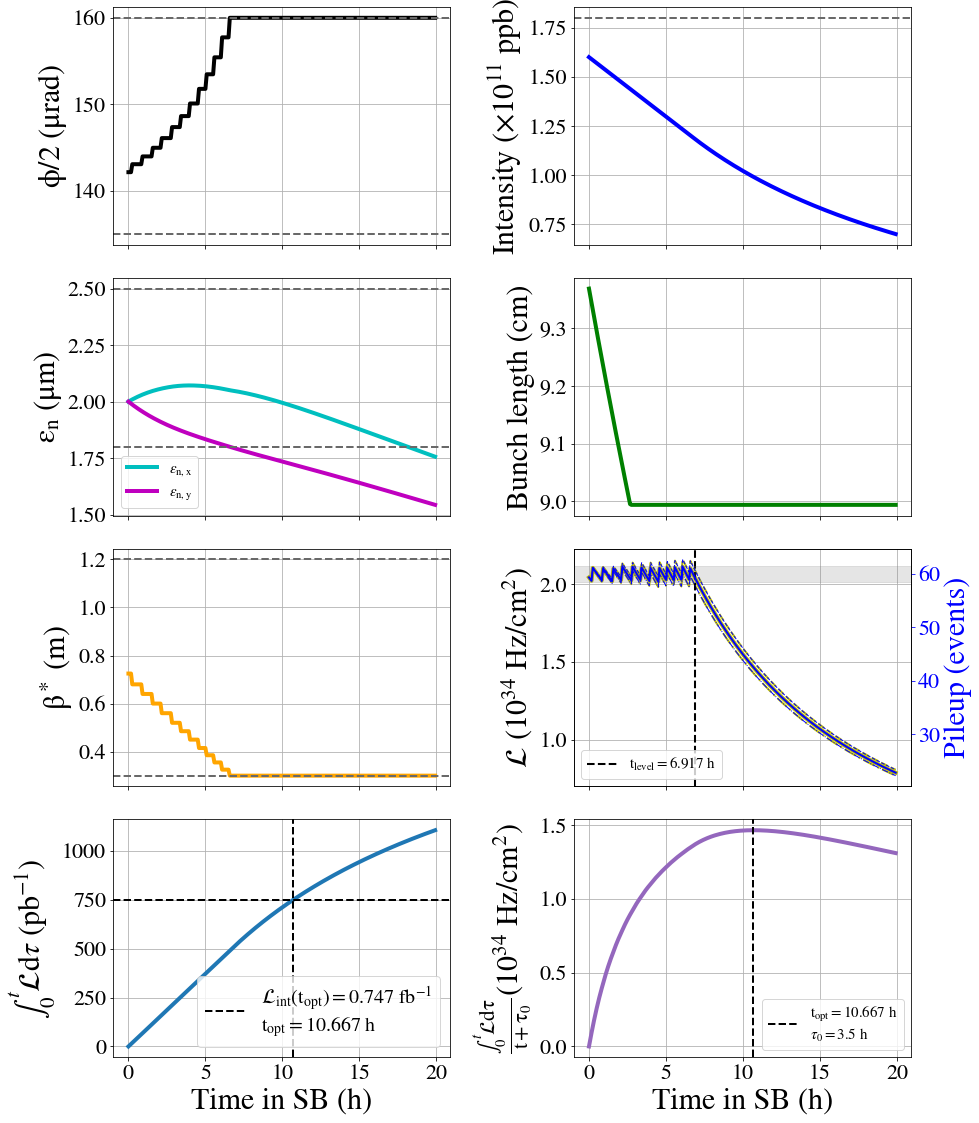 ϕ/2 (μrad)
160
150
140
Intensity (×10¹¹ ppb)
1.75
1.50
1.25
1.00
0.75
εₙ (μm)
2.50
2.25
2.00
1.75
1.50
εn, x
εn, y
Bunch length (cm)
9.3
9.2
9.1
9.0
β* (m)
1.2
1.0
0.8
0.6
0.4
ℒ (10³⁴ Hz/cm²)
2.0
1.5
1.0
60
50
40
30
Pileup (events)
tlevel = 6.917 h
∫₀ᵗ ℒdτ (pb⁻¹)
1000
750
500
250
0
ℒint(topt) = 0.747 fb⁻¹
topt = 10.667 h
0 5 10 15 20
Time in SB (h)
∫₀ᵗ ℒdτ / t + τ₀ (10³⁴ Hz/cm²)
1.5
1.0
0.5
0.0
topt = 10.667 h
τ₀ = 3.5 h
0 5 10 15 20
Time in SB (h)